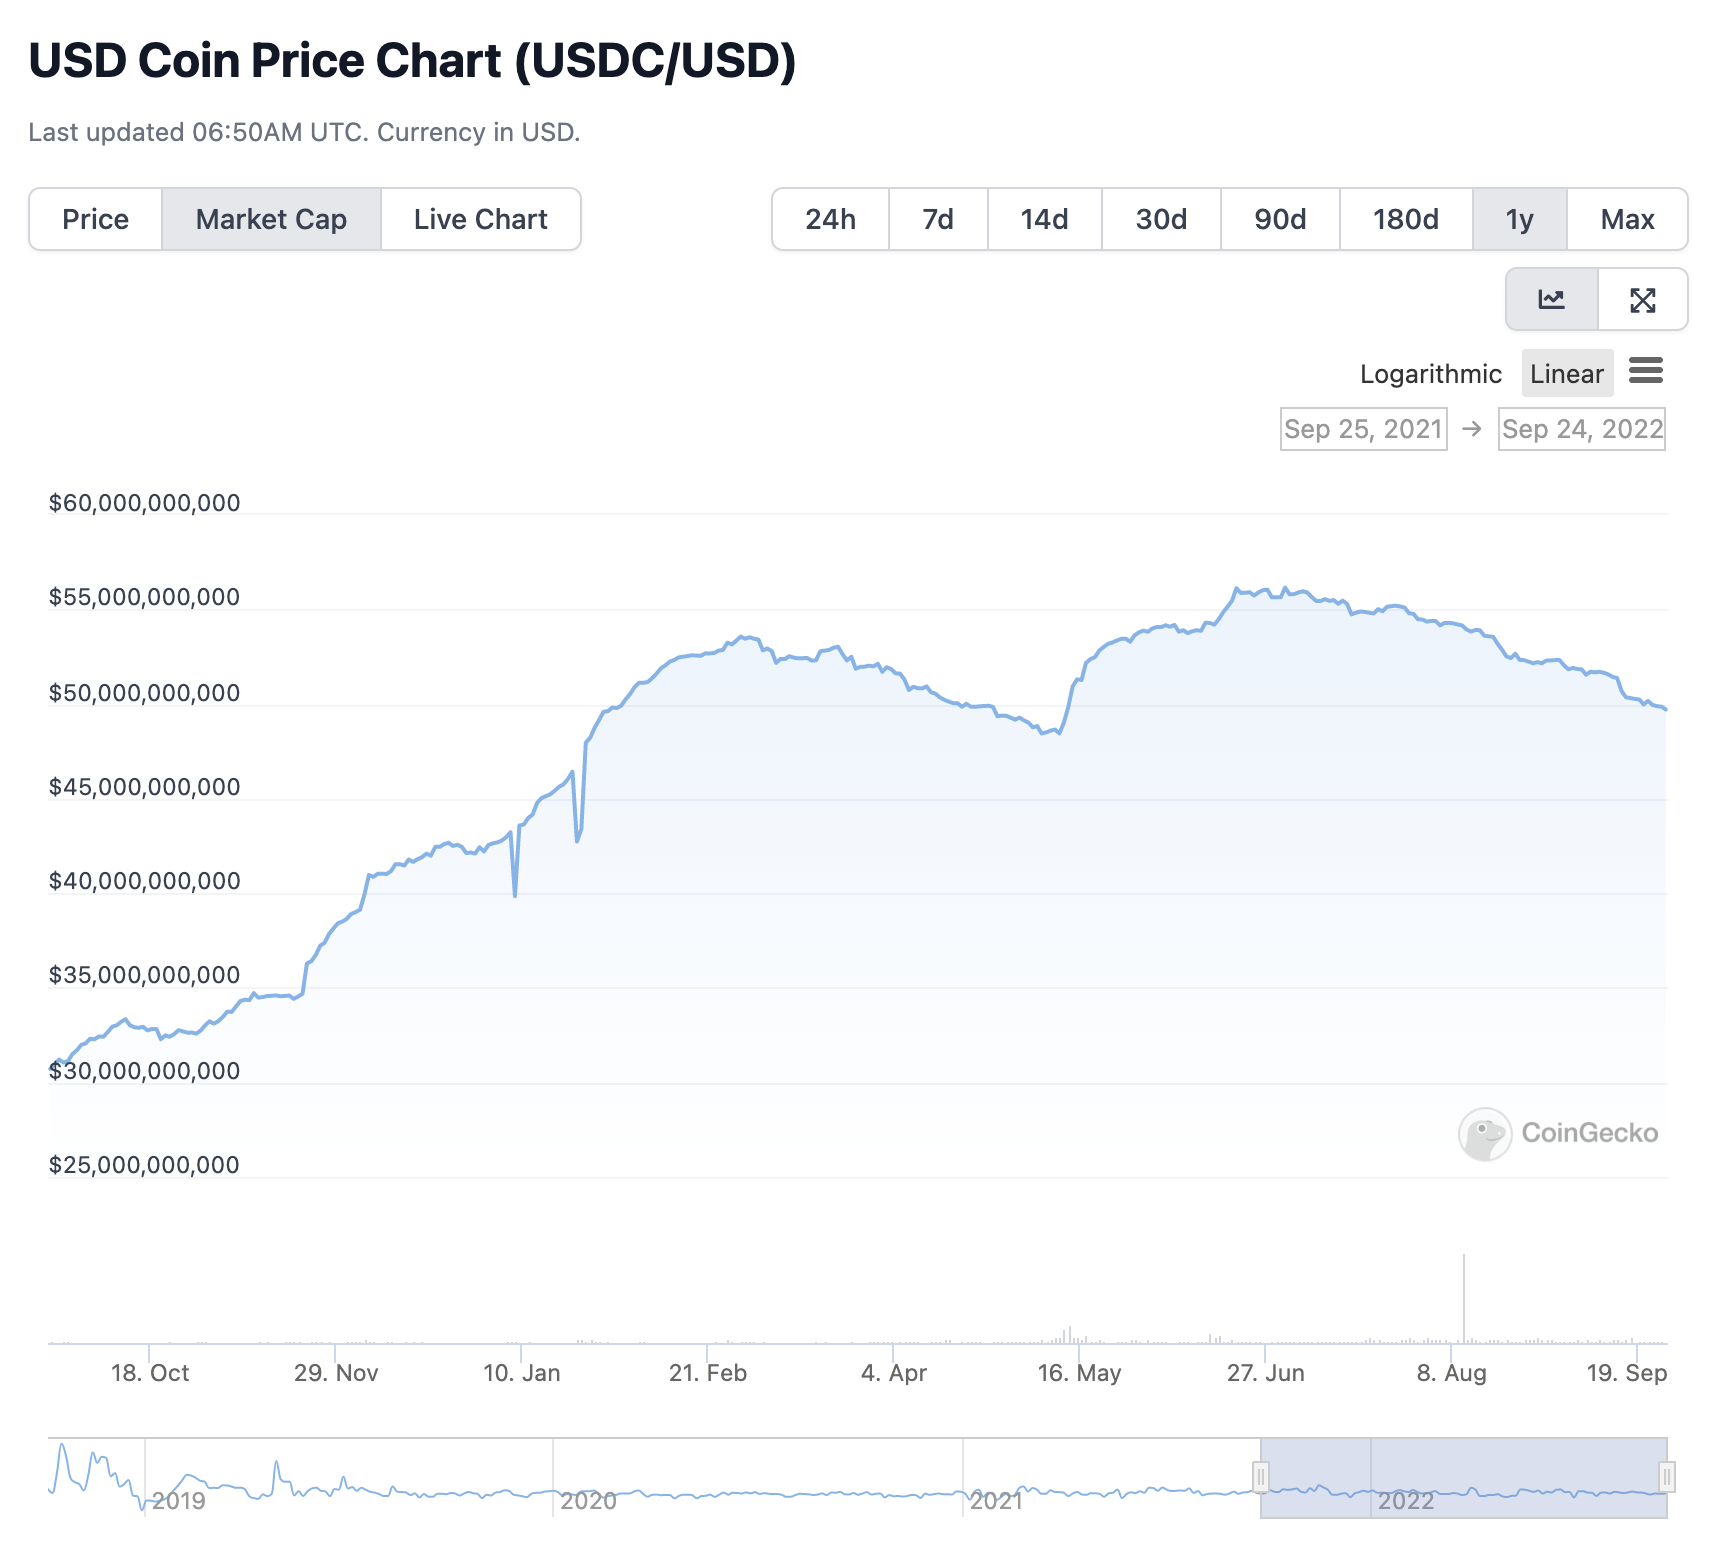 USD Coin Price Chart (USDC/USD)
Last updated 06:50AM UTC. Currency in USD.
Price Market Cap Live Chart 24h 7d 14d 30d 90d 180d 1y Max
Logarithmic Linear
Sep 25, 2021 → Sep 24, 2022
$60,000,000,000
$55,000,000,000
$50,000,000,000
$45,000,000,000
$40,000,000,000
$35,000,000,000
$30,000,000,000
CoinGecko
$25,000,000,000
18. Oct 29. Nov 10. Jan 21. Feb 4. Apr 16. May 27. Jun 8. Aug 19. Sep
2019 2020 2021 2022